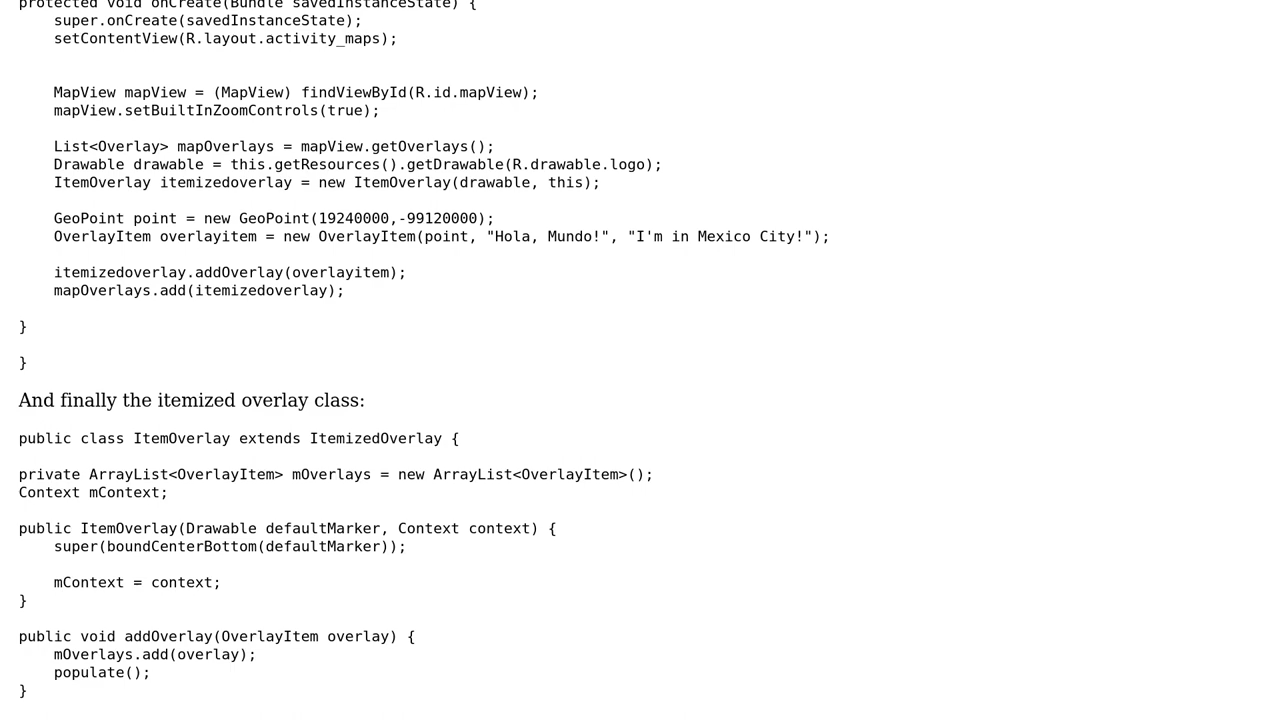 protected void onCreate(Bundle savedInstanceState) {
    super.onCreate(savedInstanceState);
    setContentView(R.layout.activity_maps);
    MapView mapView = (MapView) findViewById(R.id.mapView);
    mapView.setBuiltInZoomControls(true);
    List<Overlay> mapOverlays = mapView.getOverlays();
    Drawable drawable = this.getResources().getDrawable(R.drawable.logo);
    ItemOverlay itemizedoverlay = new ItemOverlay(drawable, this);
    GeoPoint point = new GeoPoint(19240000,-99120000);
    OverlayItem overlayitem = new OverlayItem(point, "Hola, Mundo!", "I'm in Mexico City!");
    itemizedoverlay.addOverlay(overlayitem);
    mapOverlays.add(itemizedoverlay);
}
}
And finally the itemized overlay class:
public class ItemOverlay extends ItemizedOverlay {
private ArrayList<OverlayItem> mOverlays = new ArrayList<OverlayItem>();
Context mContext;
public ItemOverlay(Drawable defaultMarker, Context context) {
    super(boundCenterBottom(defaultMarker));
    mContext = context;
}
public void addOverlay(OverlayItem overlay) {
    mOverlays.add(overlay);
    populate();
}